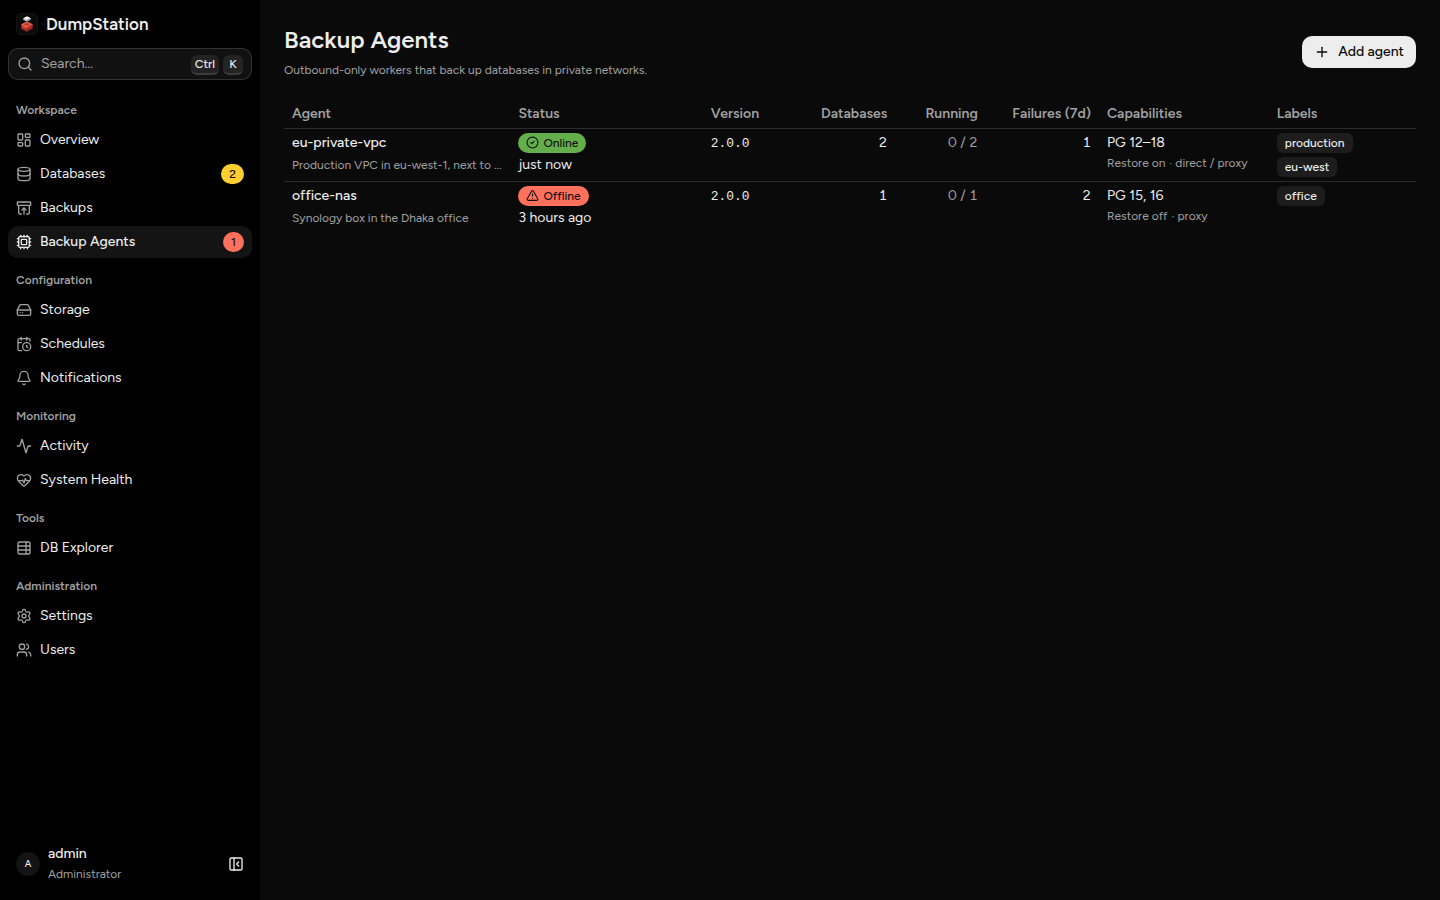 DumpStation
Search... Ctrl K
Workspace
Overview
Databases 2
Backups
Backup Agents 1
Configuration
Storage
Schedules
Notifications
Monitoring
Activity
System Health
Tools
DB Explorer
Administration
Settings
Users
A admin
Administrator
Backup Agents
Outbound-only workers that back up databases in private networks.
Add agent
Agent Status Version Databases Running Failures (7d) Capabilities Labels
eu-private-vpc Online 2.0.0 2 0 / 2 1 PG 12–18 production
Production VPC in eu-west-1, next to ... just now Restore on · direct / proxy eu-west
office-nas Offline 2.0.0 1 0 / 1 2 PG 15, 16 office
Synology box in the Dhaka office 3 hours ago Restore off · proxy